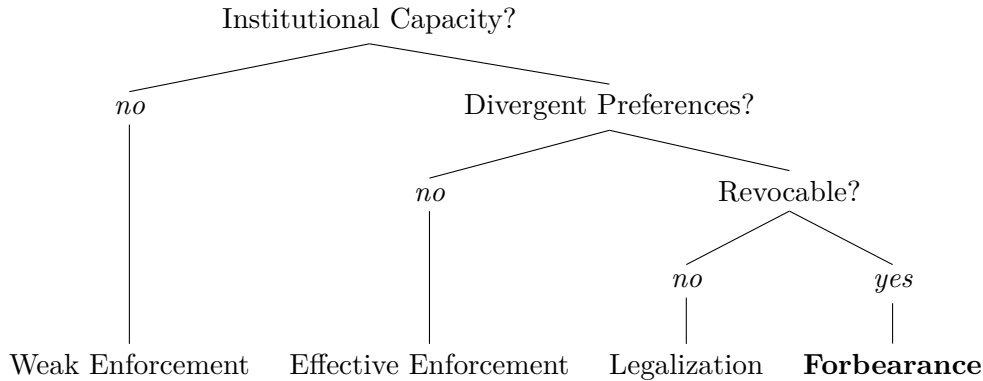 Institutional Capacity?
no
Divergent Preferences?
no
Revocable?
no
yes
Weak Enforcement
Effective Enforcement
Legalization
Forbearance